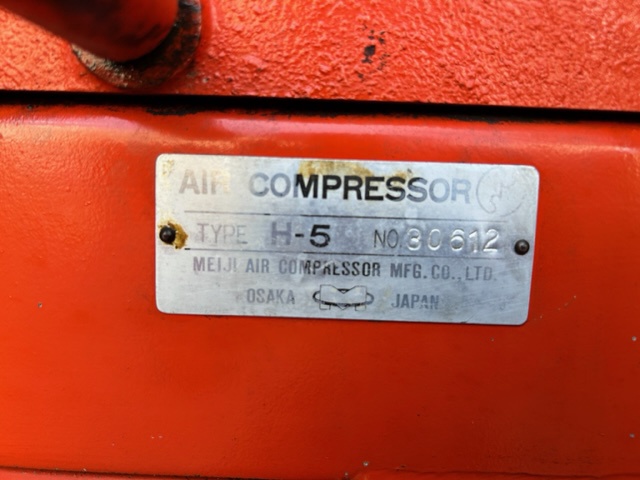 AIR COMPRESSOR
TYPE H-5 NO.30612
MEIJI AIR COMPRESSOR MFG.CO.,LTD.
OSAKA JAPAN